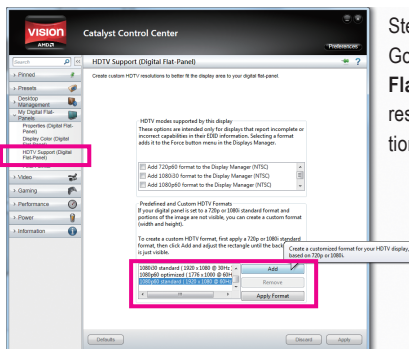 VISION
AMD
Catalyst Control Center
Preferences
Search
HDTV Support (Digital Flat-Panel)
Pinned
Presets
Desktop
Management
My Digital Flat-
Panels
Properties (Digital Flat-
Panel)
Display Color (Digital
Flat-Panel)
HDTV Support (Digital
Flat-Panel)
Video
Gaming
Performance
Power
Information
Create custom HDTV resolutions to better fit the display area to your digital flat-panel.
HDTV modes supported by this display
These options are intended only for displays that report incomplete or
incorrect capabilities in their EDID information. Selecting a format
adds it to the Force button menu in the Displays Manager.
Add 720p60 format to the Display Manager (NTSC)
Add 1080i30 format to the Display Manager (NTSC)
Add 1080p60 format to the Display Manager (NTSC)
Predefined and Custom HDTV Formats
If your digital panel is set to a 720p or 1080i standard format and
portions of the image are not visible, you can create a custom format
(width and height).
To create a custom HDTV format, first apply a 720p or 1080i standard
format, then click Add and adjust the rectangle until the back
is just visible.
Create a customized format for your HDTV display,
based on 720p or 1080i.
1080i30 standard (1920 x 1080 @ 30Hz
1080p60 optimized (1776 x 1000 @ 60H
1080p60 standard (1920 x 1080 @ 60H
Add
Remove
Apply Format
Defaults
Discard
Apply
Ste
Go
Fla
res
tion